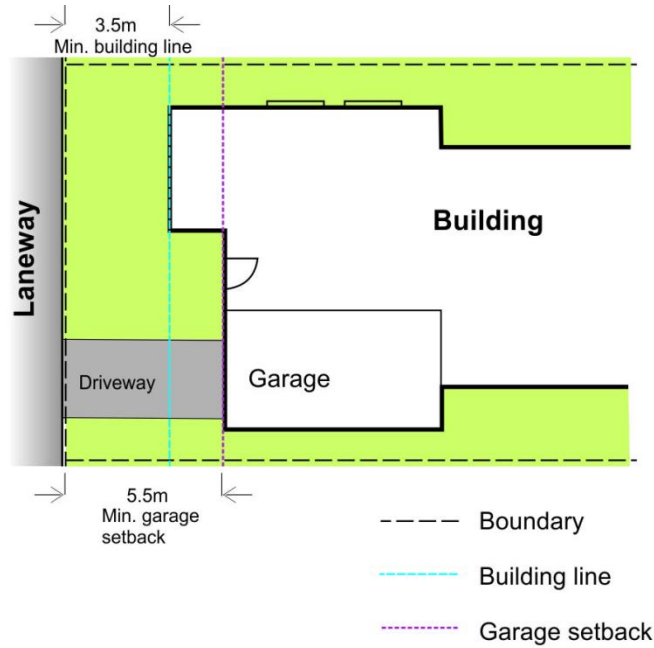 3.5m
Min. building line
Laneway
Building
Driveway
Garage
5.5m
Min. garage
setback
Boundary
Building line
Garage setback